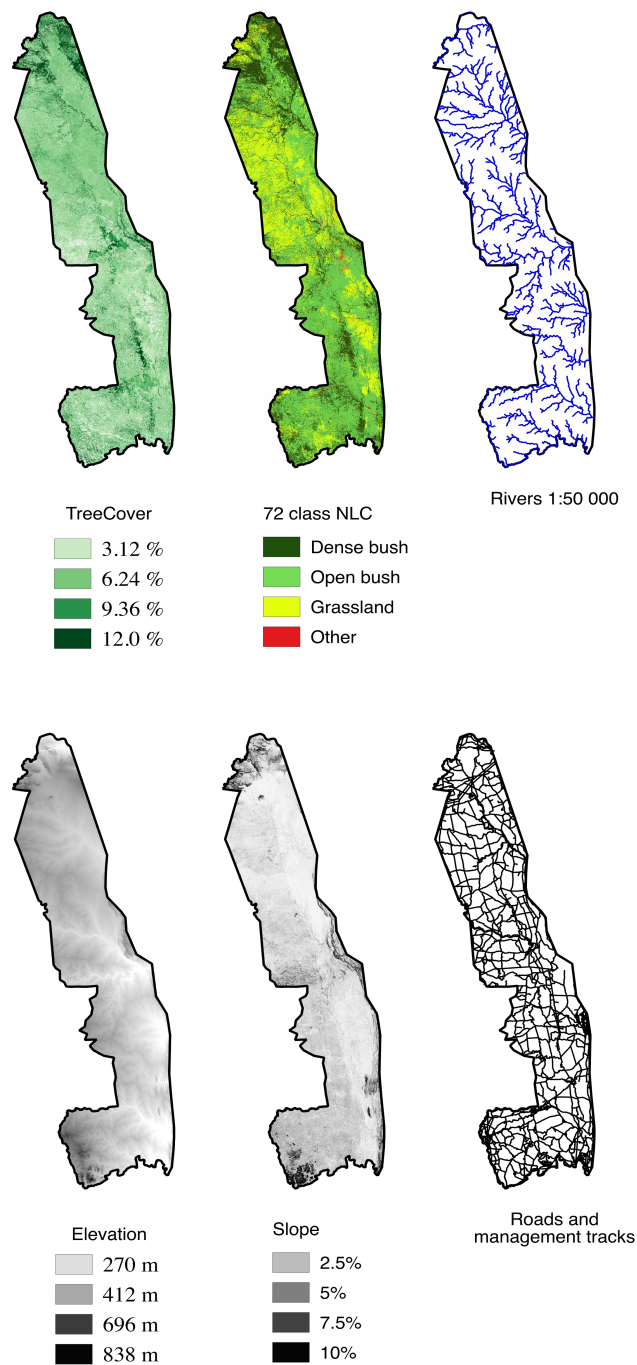 Rivers 1:50 000
TreeCover
3.12 %
6.24 %
9.36 %
12.0 %
72 class NLC
Dense bush
Open bush
Grassland
Other
Elevation
270 m
412 m
696 m
838 m
Slope
2.5%
5%
7.5%
10%
Roads and
management tracks